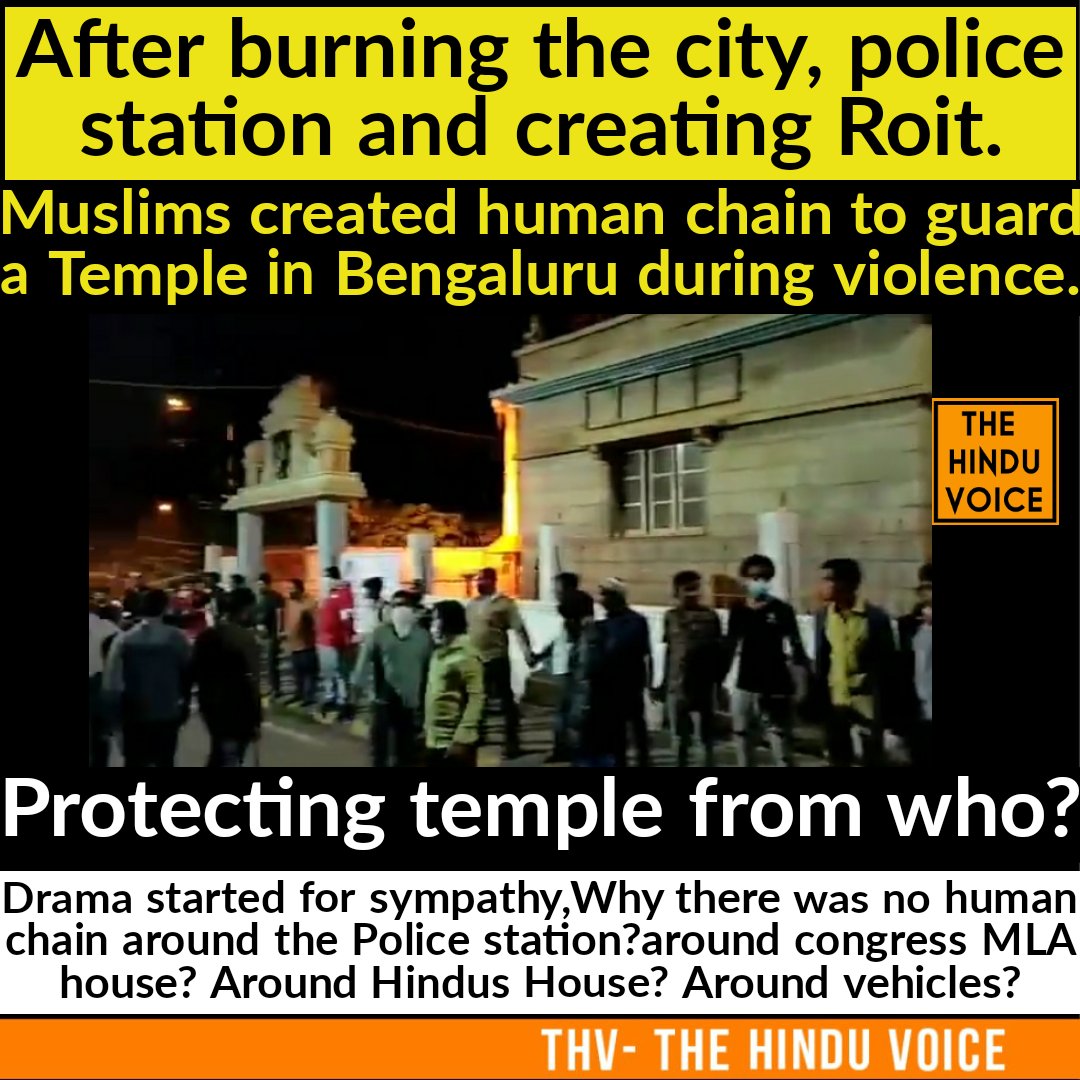 After burning the city, police
station and creating Roit.
Muslims created human chain to guard
a Temple in Bengaluru during violence.
THE
HINDU
VOICE
Protecting temple from who?
Drama started for sympathy,Why there was no human
chain around the Police station?around congress MLA
house? Around Hindus House? Around vehicles?
THV- THE HINDU VOICE